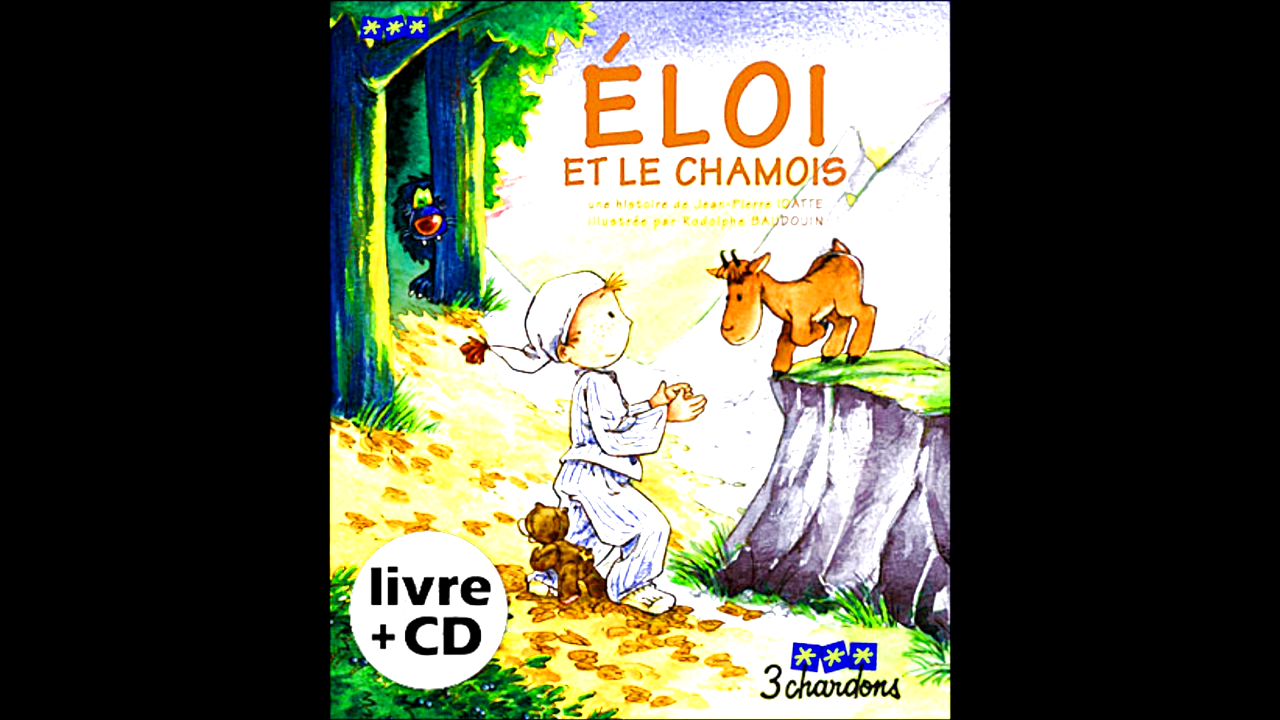 ÉLOI
ET LE CHAMOIS
une histoire de Jean-Pierre IDATTE
illustrée par Rodolphe BAUDOUIN
livre
+ CD
3 chardons